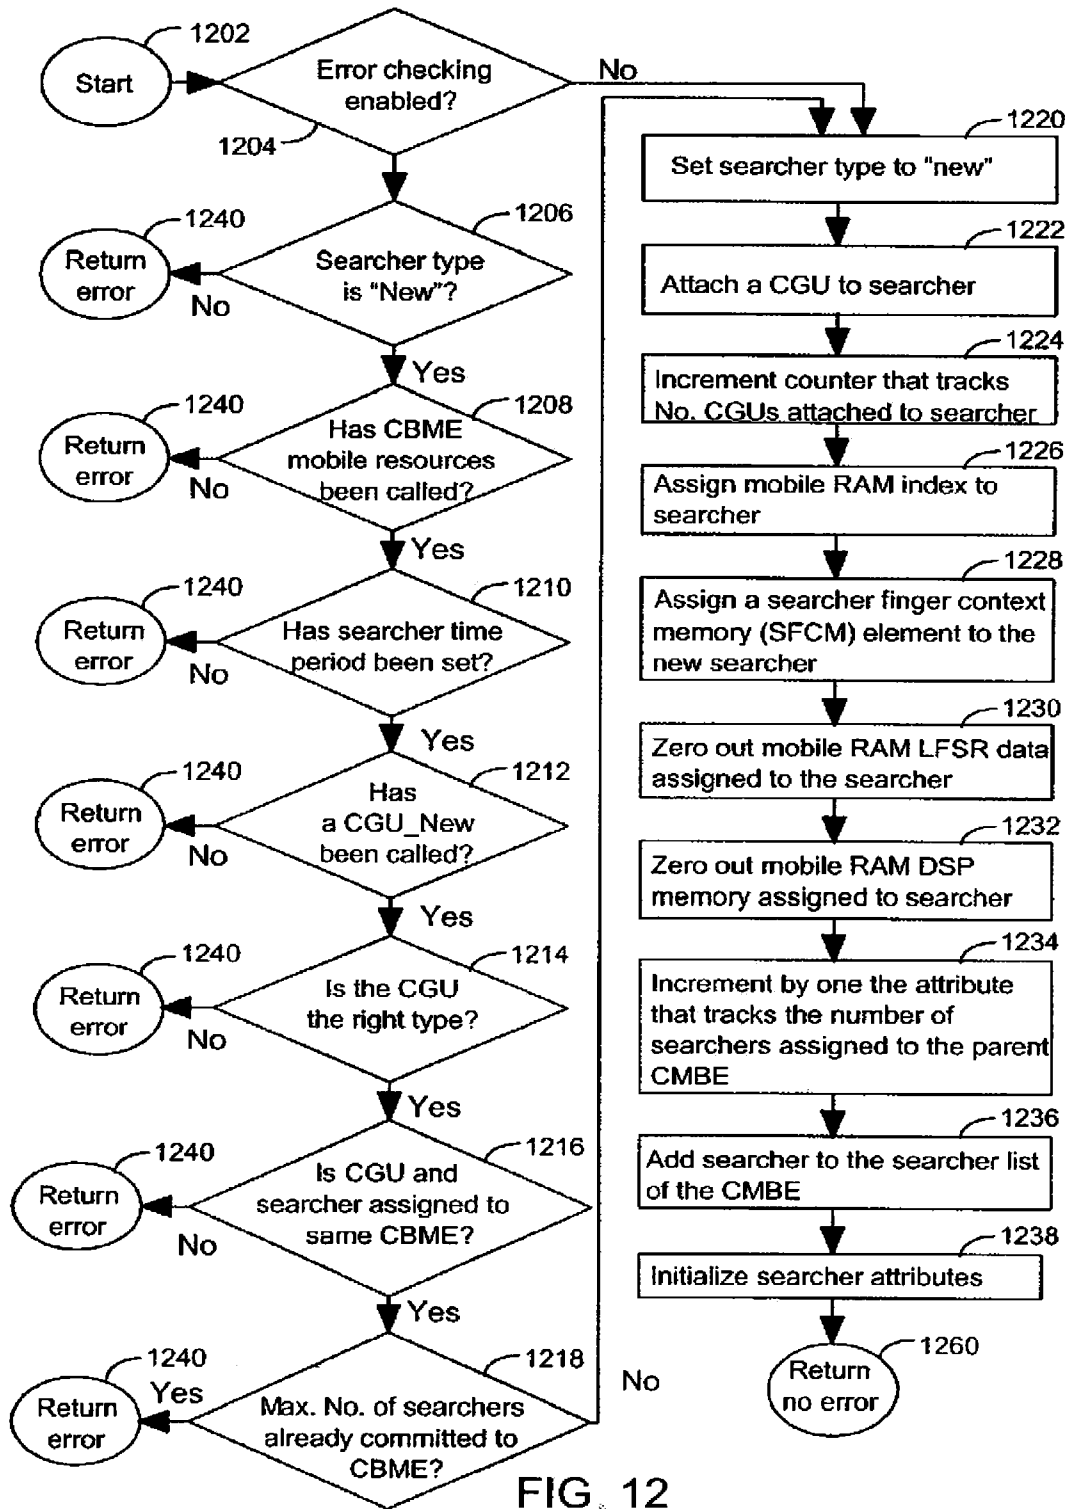 1202
Start
Error checking
enabled?
No
1204
1240
Return
error
No
1206
Searcher type
is "New"?
Yes
1240
Return
error
No
1208
Has CBME
mobile resources
been called?
Yes
1240
Return
error
No
1210
Has searcher time
period been set?
Yes
1240
Return
error
No
1212
Has
a CGU_New
been called?
Yes
1240
Return
error
No
1214
Is the CGU
the right type?
Yes
1240
Return
error
No
1216
Is CGU and
searcher assigned to
same CBME?
Yes
1240
Return
error
Yes
1218
Max. No. of searchers
already committed to
CBME?
No
1220
Set searcher type to "new"
1222
Attach a CGU to searcher
1224
Increment counter that tracks
No. CGUs attached to searcher
1226
Assign mobile RAM index to
searcher
1228
Assign a searcher finger context
memory (SFCM) element to the
new searcher
1230
Zero out mobile RAM LFSR data
assigned to the searcher
1232
Zero out mobile RAM DSP
memory assigned to searcher
1234
Increment by one the attribute
that tracks the number of
searchers assigned to the parent
CMBE
1236
Add searcher to the searcher list
of the CMBE
1238
Initialize searcher attributes
1260
Return
no error
FIG. 12